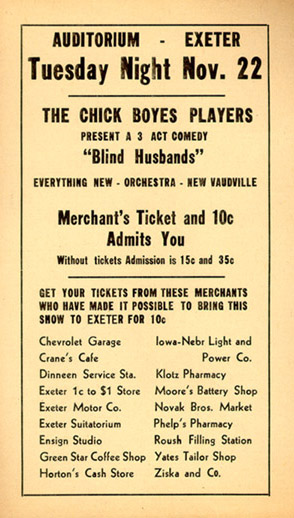 AUDITORIUM - EXETER
Tuesday Night Nov. 22
THE CHICK BOYES PLAYERS
PRESENT A 3 ACT COMEDY
"Blind Husbands"
EVERYTHING NEW - ORCHESTRA - NEW VAUDVILLE
Merchant's Ticket and 10c
Admits You
Without tickets Admission is 15c and 35c
GET YOUR TICKETS FROM THESE MERCHANTS
WHO HAVE MADE IT POSSIBLE TO BRING THIS
SHOW TO EXETER FOR 10c
Chevrolet Garage
Crane's Cafe
Dinneen Service Sta.
Exeter 1c to $1 Store
Exeter Motor Co.
Exeter Suitatorium
Ensign Studio
Green Star Coffee Shop
Horton's Cash Store
Iowa-Nebr Light and
Power Co.
Klotz Pharmacy
Moore's Battery Shop
Novak Bros. Market
Phelp's Pharmacy
Roush Filling Station
Yates Tailor Shop
Ziska and Co.